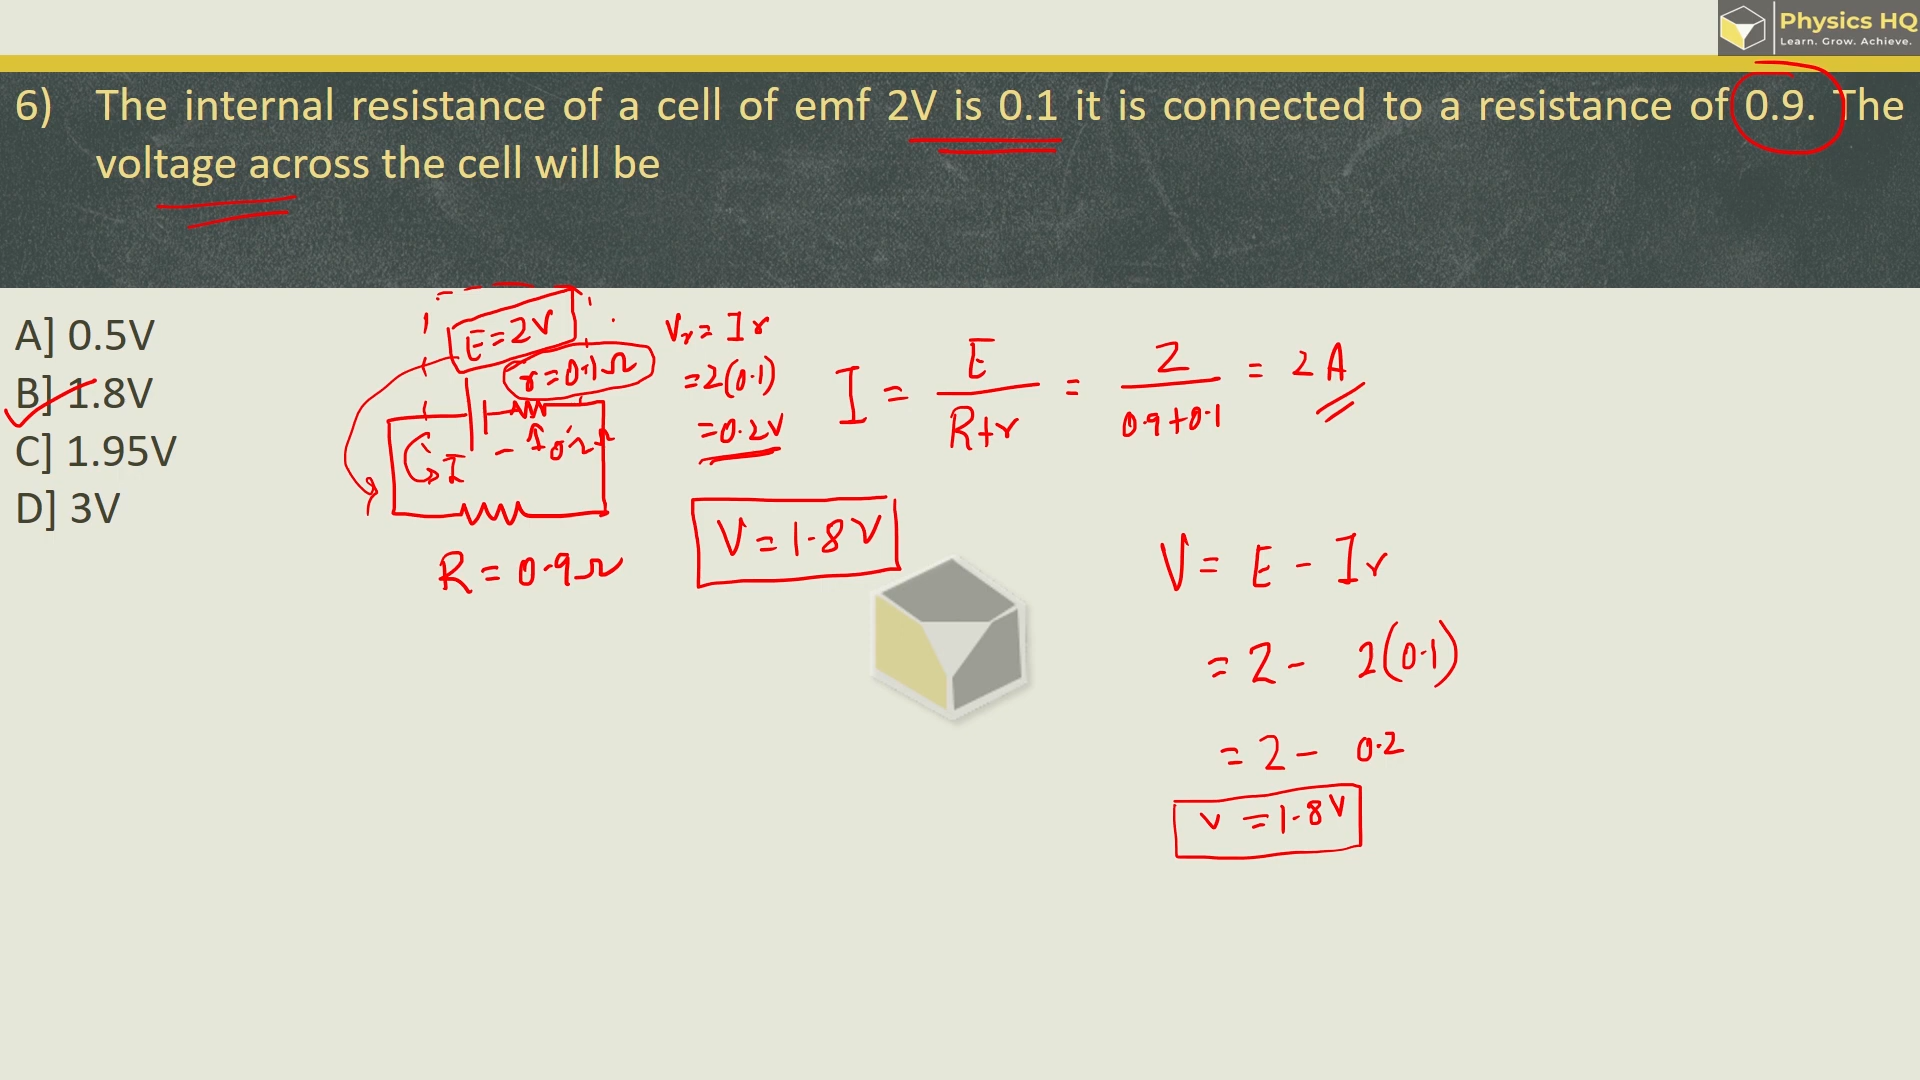 Physics HQ
Learn. Grow. Achieve.
6) The internal resistance of a cell of emf 2V is 0.1 it is connected to a resistance of 0.9. The
voltage across the cell will be
A] 0.5V
B] 1.8V
C] 1.95V
D] 3V
E=2V
r=0.1Ω
I
R=0.9Ω
Vr= Ir
=2(0.1)
=0.2V
V=1.8V
I = E/(R+r) = 2/(0.9+0.1) = 2A
V= E - Ir
= 2 - 2(0.1)
= 2 - 0.2
V =1.8V